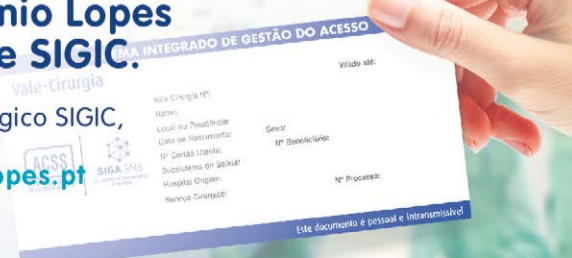 nio Lopes
e SIGIC.
gico SIGIC,
opes.pt
MA INTEGRADO DE GESTÃO DO ACESSO
Vale-Cirurgia
Válido até:
Vale Cirurgia Nº:
Nome:
Local da Residência:
Data de Nascimento:
Sexo:
Nº Cartão Utente:
Nº Beneficiário:
Subsistema de Saúde:
Hospital Origem:
Nº Processo:
Serviço Cirúrgico:
ACSS
SIGA SNS
Este documento é pessoal e intransmissível